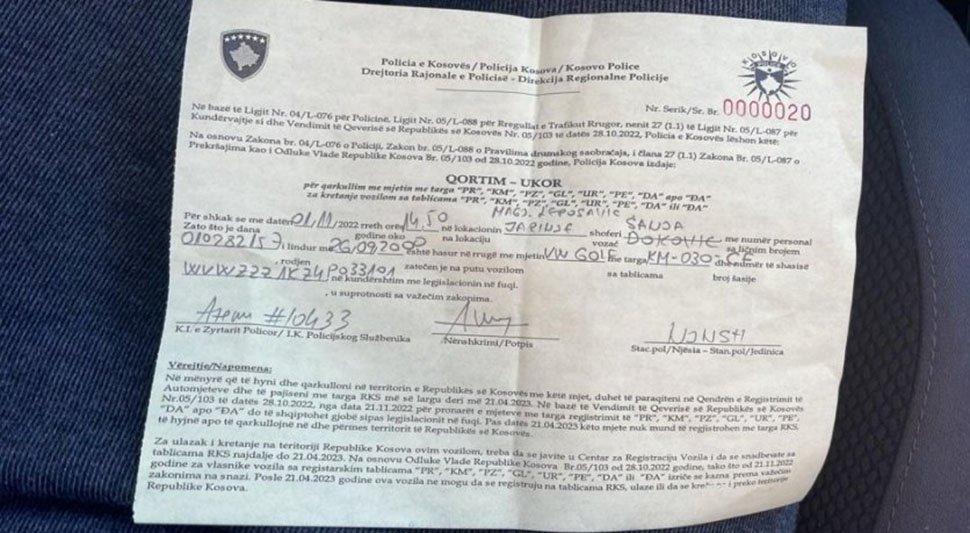 Policia e Kosovës / Policija Kosova / Kosovo Police
Drejtoria Rajonale e Policisë - Direkcija Regionalne Policije
Nr. Serik/Sr. Br. 0000020
Në bazë të Ligjit Nr. 04/L-076 për Policinë, Ligjit Nr. 05/L-088 për Rregullat e Trafikut Rrugor, nenit 27 (1.1) të Ligjit Nr. 05/L-087 për
Kundërvajtje si dhe Vendimit të Qeverisë së Republikës së Kosovës Nr. 05/103 të datës 28.10.2022, Policia e Kosovës lëshon këtë:
Na osnovu Zakona br. 04/L-076 o Policiji, Zakon br. 05/L-088 o Pravilima drumskog saobraćaja, i člana 27 (1.1) Zakona Br. 05/L-087 o
Prekršajima kao i Odluke Vlade Republike Kosova Br. 05/103 od 28.10.2022 godine, Policija Kosova izdaje:
QORTIM – UKOR
për qarkullim me mjetin me targa "PR", "KM", "PZ", "GL", "UR", "PE", "DA" apo "ĐA"
za kretanje vozilom sa tablicama "PR", "KM", "PZ", "GL", "UR", "PE", "DA" ili "ĐA"
Për shkak se me datën 01.11/2022 rreth orës 14.50 në lokacionin JARINJE shoferi SANJA me numër personal
Zato što je dana godine oko na lokaciju vozač sa ličnim brojem
i lindur më është hasur në rrugë me mjetin VW GOLF me targa KM-030- dhe numër të shasisë
, rodjen zatečen je na putu vozilom sa tablicama broj šasije
në kundërshtim me legjislacionin në fuqi.
, u suprotnosti sa važećim zakonima.
#10433
K.I. e Zyrtarit Policor/ I.K. Policijskog Službenika
Nënshkrimi/Potpis
Stac.pol/Njësia – Stan.pol/Jedinica
Vërejtje/Napomena:
Në mënyrë që të hyni dhe qarkulloni në territorin e Republikës së Kosovës me këtë mjet, duhet të paraqiteni në Qendrën e Regjistrimit të
Automjeteve dhe të pajiseni me targa RKS më së largu deri më 21.04.2023. Në bazë të Vendimit të Qeverisë së Republikës së Kosovës
Nr.05/103 të datës 28.10.2022, nga data 21.11.2022 për pronarët e mjeteve me targa regjistrimit të "PR", "KM", "PZ", "GL", "UR", "PE",
"DA" apo "ĐA" do të shqiptohet gjobë sipas legjislacionit në fuqi. Pas datës 21.04.2023 këto mjete nuk mund të regjistrohen me targa RKS,
të hyjnë apo të qarkullojnë në dhe përmes territorit të Republikës së Kosovës.
Za ulazak i kretanje na teritoriji Republike Kosova ovim vozilom, treba da se javite u Centar za Registraciju Vozila i da se snadbevate sa
tablicama RKS najdalje do 21.04.2023. Na osnovu Odluke Vlade Republike Kosova Br.05/103 od 28.10.2022 godine, tako što od 21.11.2022
godine za vlasnike vozila sa registarskim tablicama "PR", "KM", "PZ", "GL", "UR", "PE", "DA" ili "ĐA" izriče se kazna prema važećim
zakonima na snazi. Posle 21.04.2023 godine ova vozila ne mogu da se registruju na tablicama RKS, ulaze ili da se i preko teritorije
Republike Kosova.